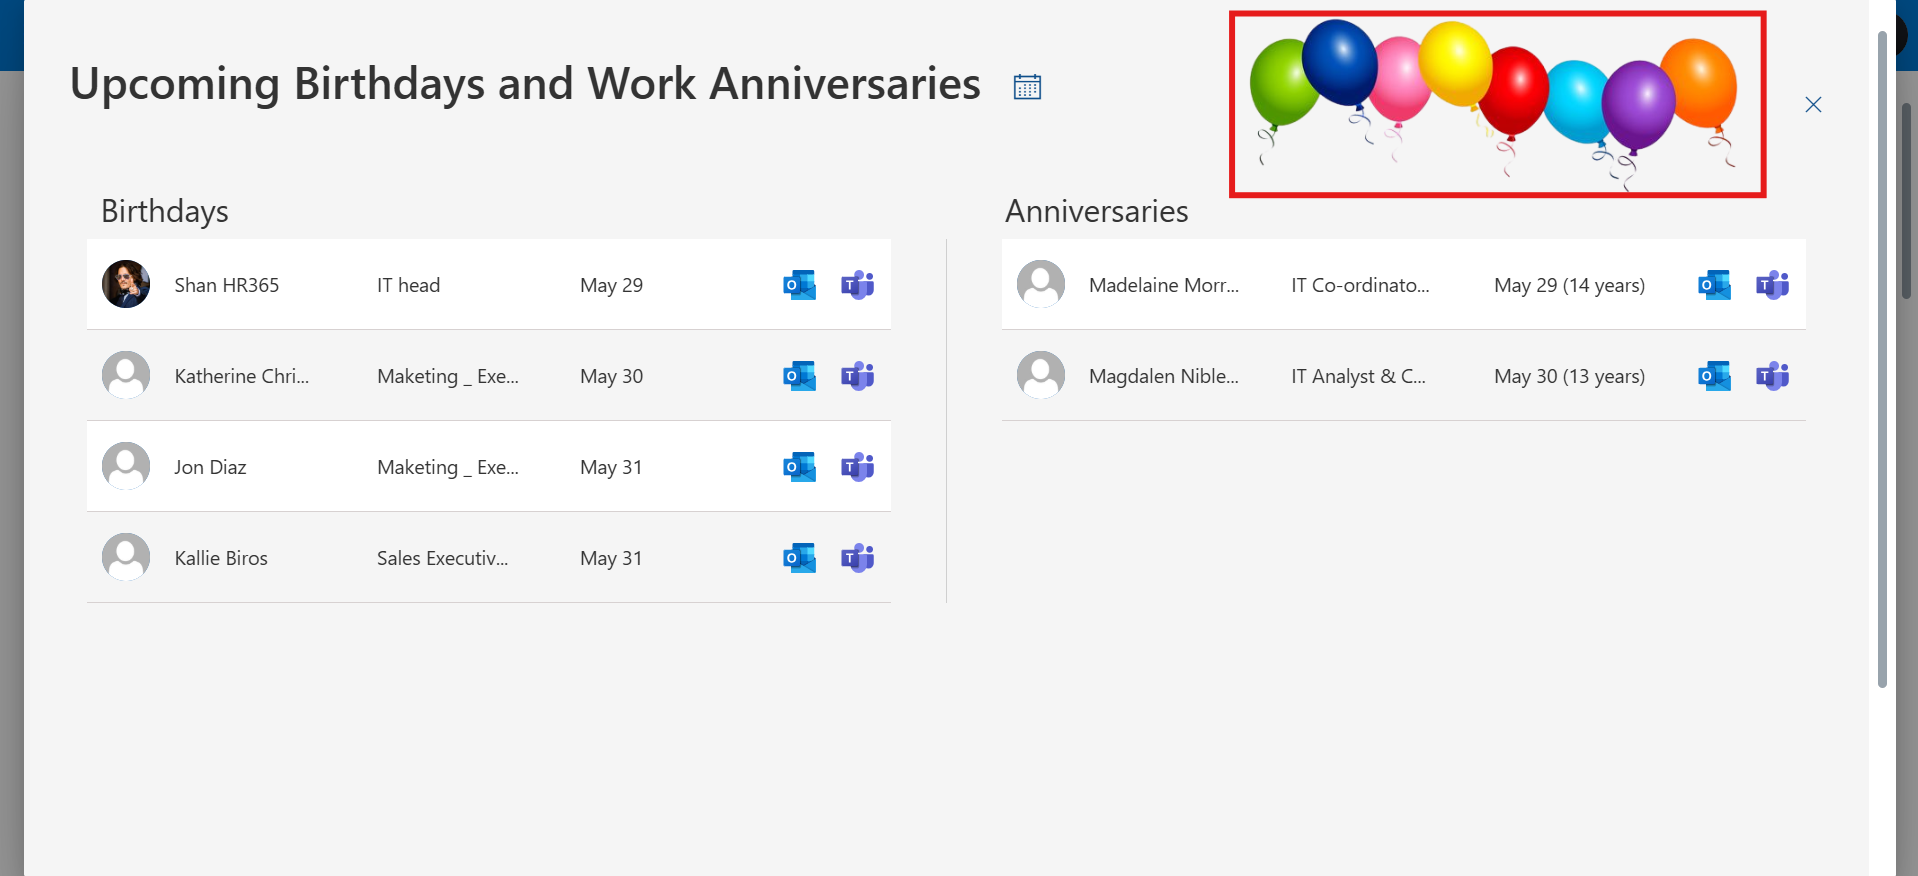 Upcoming Birthdays and Work Anniversaries
Birthdays
Shan HR365 IT head May 29
Katherine Chri... Maketing _ Exe... May 30
Jon Diaz Maketing _ Exe... May 31
Kallie Biros Sales Executiv... May 31
Anniversaries
Madelaine Morr... IT Co-ordinato... May 29 (14 years)
Magdalen Nible... IT Analyst & C... May 30 (13 years)